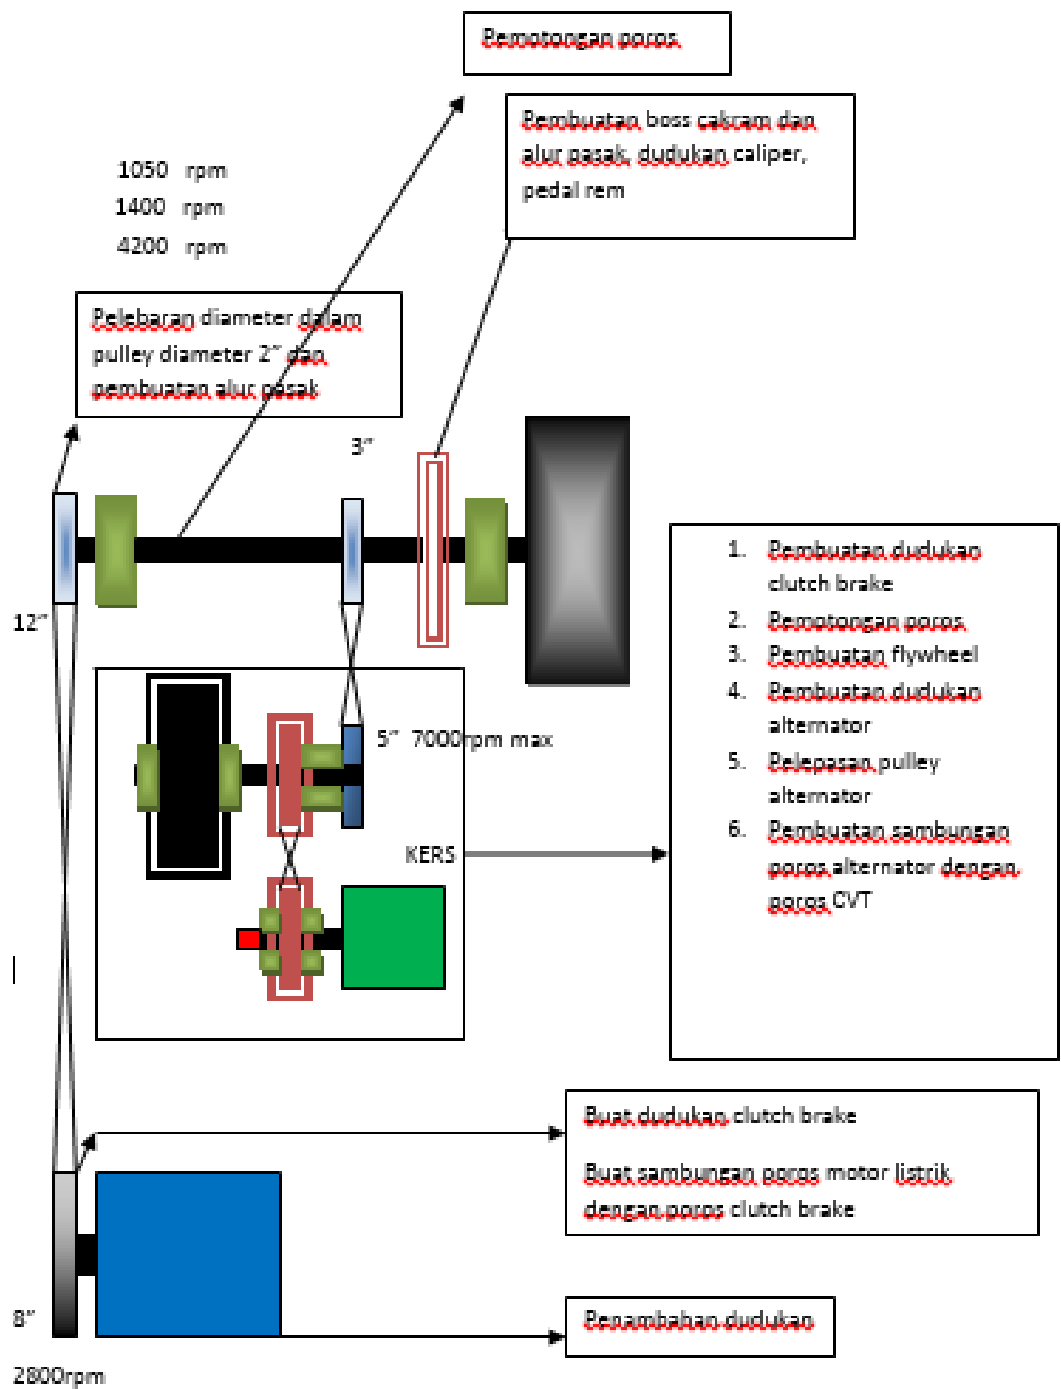 Pemotongan poros
Pembuatan boss cakram dan
alur pasak, dudukan caliper,
pedal rem
1050 rpm
1400 rpm
4200 rpm
Pelebaran diameter dalam
pulley diameter 2” dan
pembuatan alur pasak
3”
12”
1. Pembuatan dudukan
clutch brake
2. Pemotongan poros
3. Pembuatan flywheel
4. Pembuatan dudukan
alternator
5. Pelepasan pulley
alternator
6. Pembuatan sambungan
poros alternator dengan
poros CVT
5” 7000rpm max
KERS
Buat dudukan clutch brake
Buat sambungan poros motor listrik
dengan poros clutch brake
8”
Penambahan dudukan
2800rpm